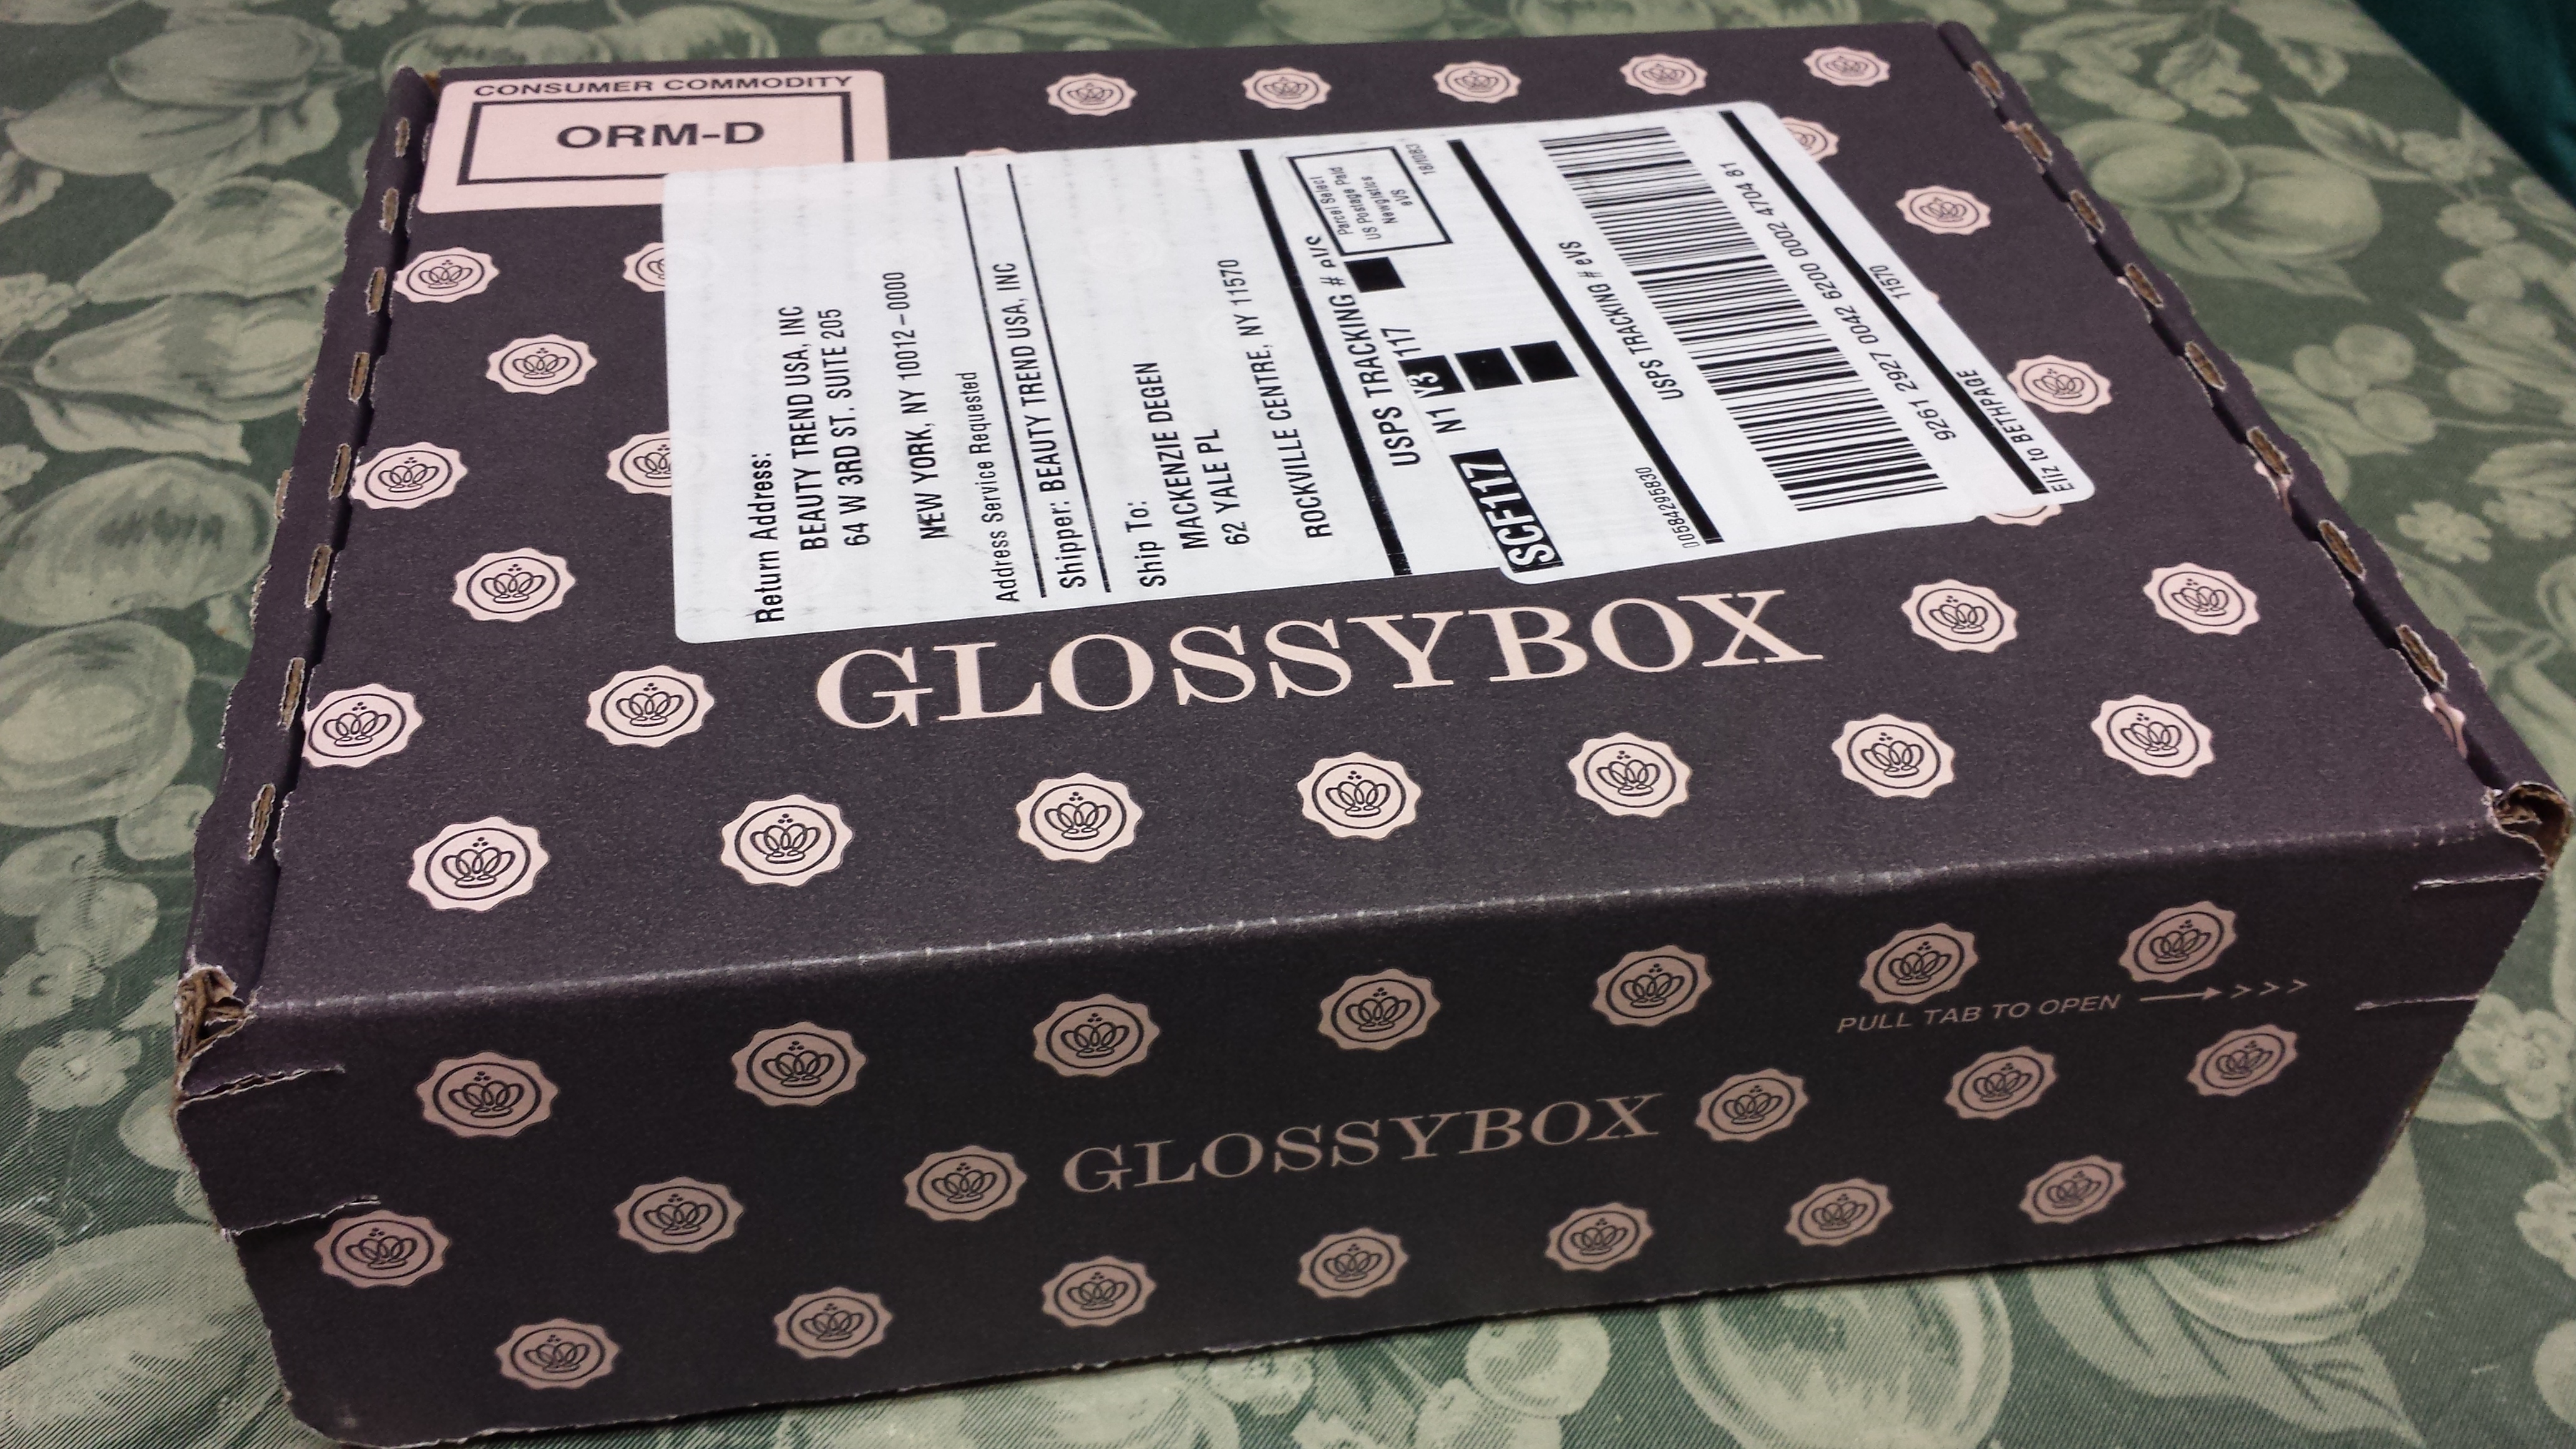 CONSUMER COMMODITY
ORM-D
Return Address:
BEAUTY TREND USA, INC
64 W 3RD ST. SUITE 205
NEW YORK, NY 10012-0000
Address Service Requested
Shipper: BEAUTY TREND USA, INC
Ship To:
MACKENZIE DEGEN
62 YALE PL
ROCKVILLE CENTRE, NY 11570
Parcel Select
US Postage Paid
Newgistics
eVS
USPS TRACKING #
117
SCF117 N1 V3
USPS TRACKING # eVS
00584295830
9261 2927 0042 6200 0002 4704 81
11570
Eliz to BETHPAGE
GLOSSYBOX
PULL TAB TO OPEN
GLOSSYBOX